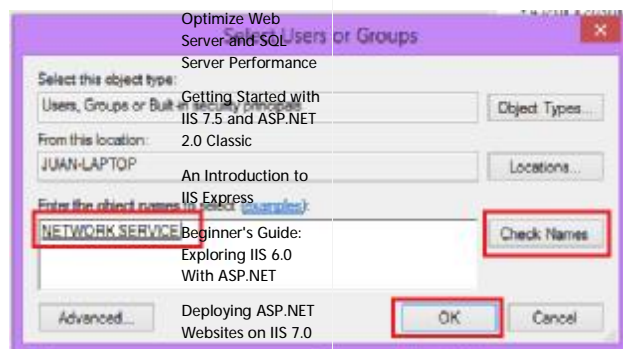 Select Users or Groups
Select this object type:
Users, Groups or Built-in security principals
Object Types...
From this location:
JUAN-LAPTOP
Locations...
Enter the object names to select (examples):
NETWORK SERVICE
Check Names
Advanced...
OK
Cancel
Optimize Web
Server and SQL
Server Performance
Getting Started with
IIS 7.5 and ASP.NET
2.0 Classic
An Introduction to
IIS Express
Beginner's Guide:
Exploring IIS 6.0
With ASP.NET
Deploying ASP.NET
Websites on IIS 7.0